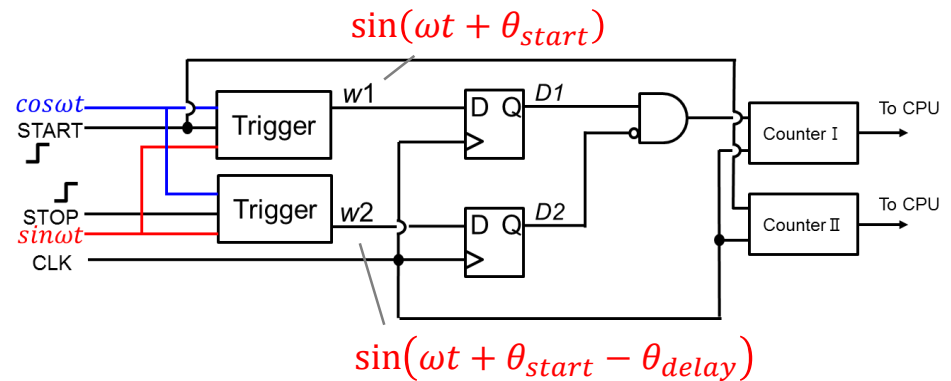 sin(ωt + θstart)
cosωt
START
Trigger
w1
D Q
D1
Counter I
To CPU
STOP
sinωt
Trigger
w2
D Q
D2
Counter II
To CPU
CLK
sin(ωt + θstart − θdelay)